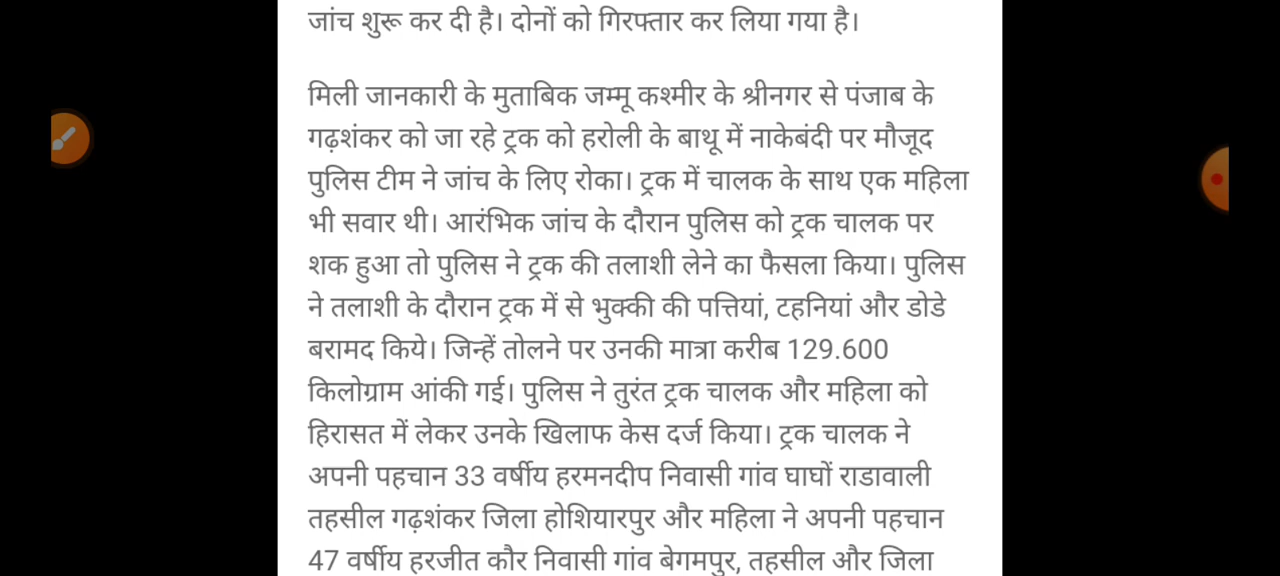 जांच शुरू कर दी है। दोनों को गिरफ्तार कर लिया गया है।
मिली जानकारी के मुताबिक जम्मू कश्मीर के श्रीनगर से पंजाब के
गढ़शंकर को जा रहे ट्रक को हरोली के बाथू में नाकेबंदी पर मौजूद
पुलिस टीम ने जांच के लिए रोका। ट्रक में चालक के साथ एक महिला
भी सवार थी। आरंभिक जांच के दौरान पुलिस को ट्रक चालक पर
शक हुआ तो पुलिस ने ट्रक की तलाशी लेने का फैसला किया। पुलिस
ने तलाशी के दौरान ट्रक में से भुक्की की पत्तियां, टहनियां और डोडे
बरामद किये। जिन्हें तोलने पर उनकी मात्रा करीब 129.600
किलोग्राम आंकी गई। पुलिस ने तुरंत ट्रक चालक और महिला को
हिरासत में लेकर उनके खिलाफ केस दर्ज किया। ट्रक चालक ने
अपनी पहचान 33 वर्षीय हरमनदीप निवासी गांव घाघों राडावाली
तहसील गढ़शंकर जिला होशियारपुर और महिला ने अपनी पहचान
47 वर्षीय हरजीत कौर निवासी गांव बेगमपुर, तहसील और जिला